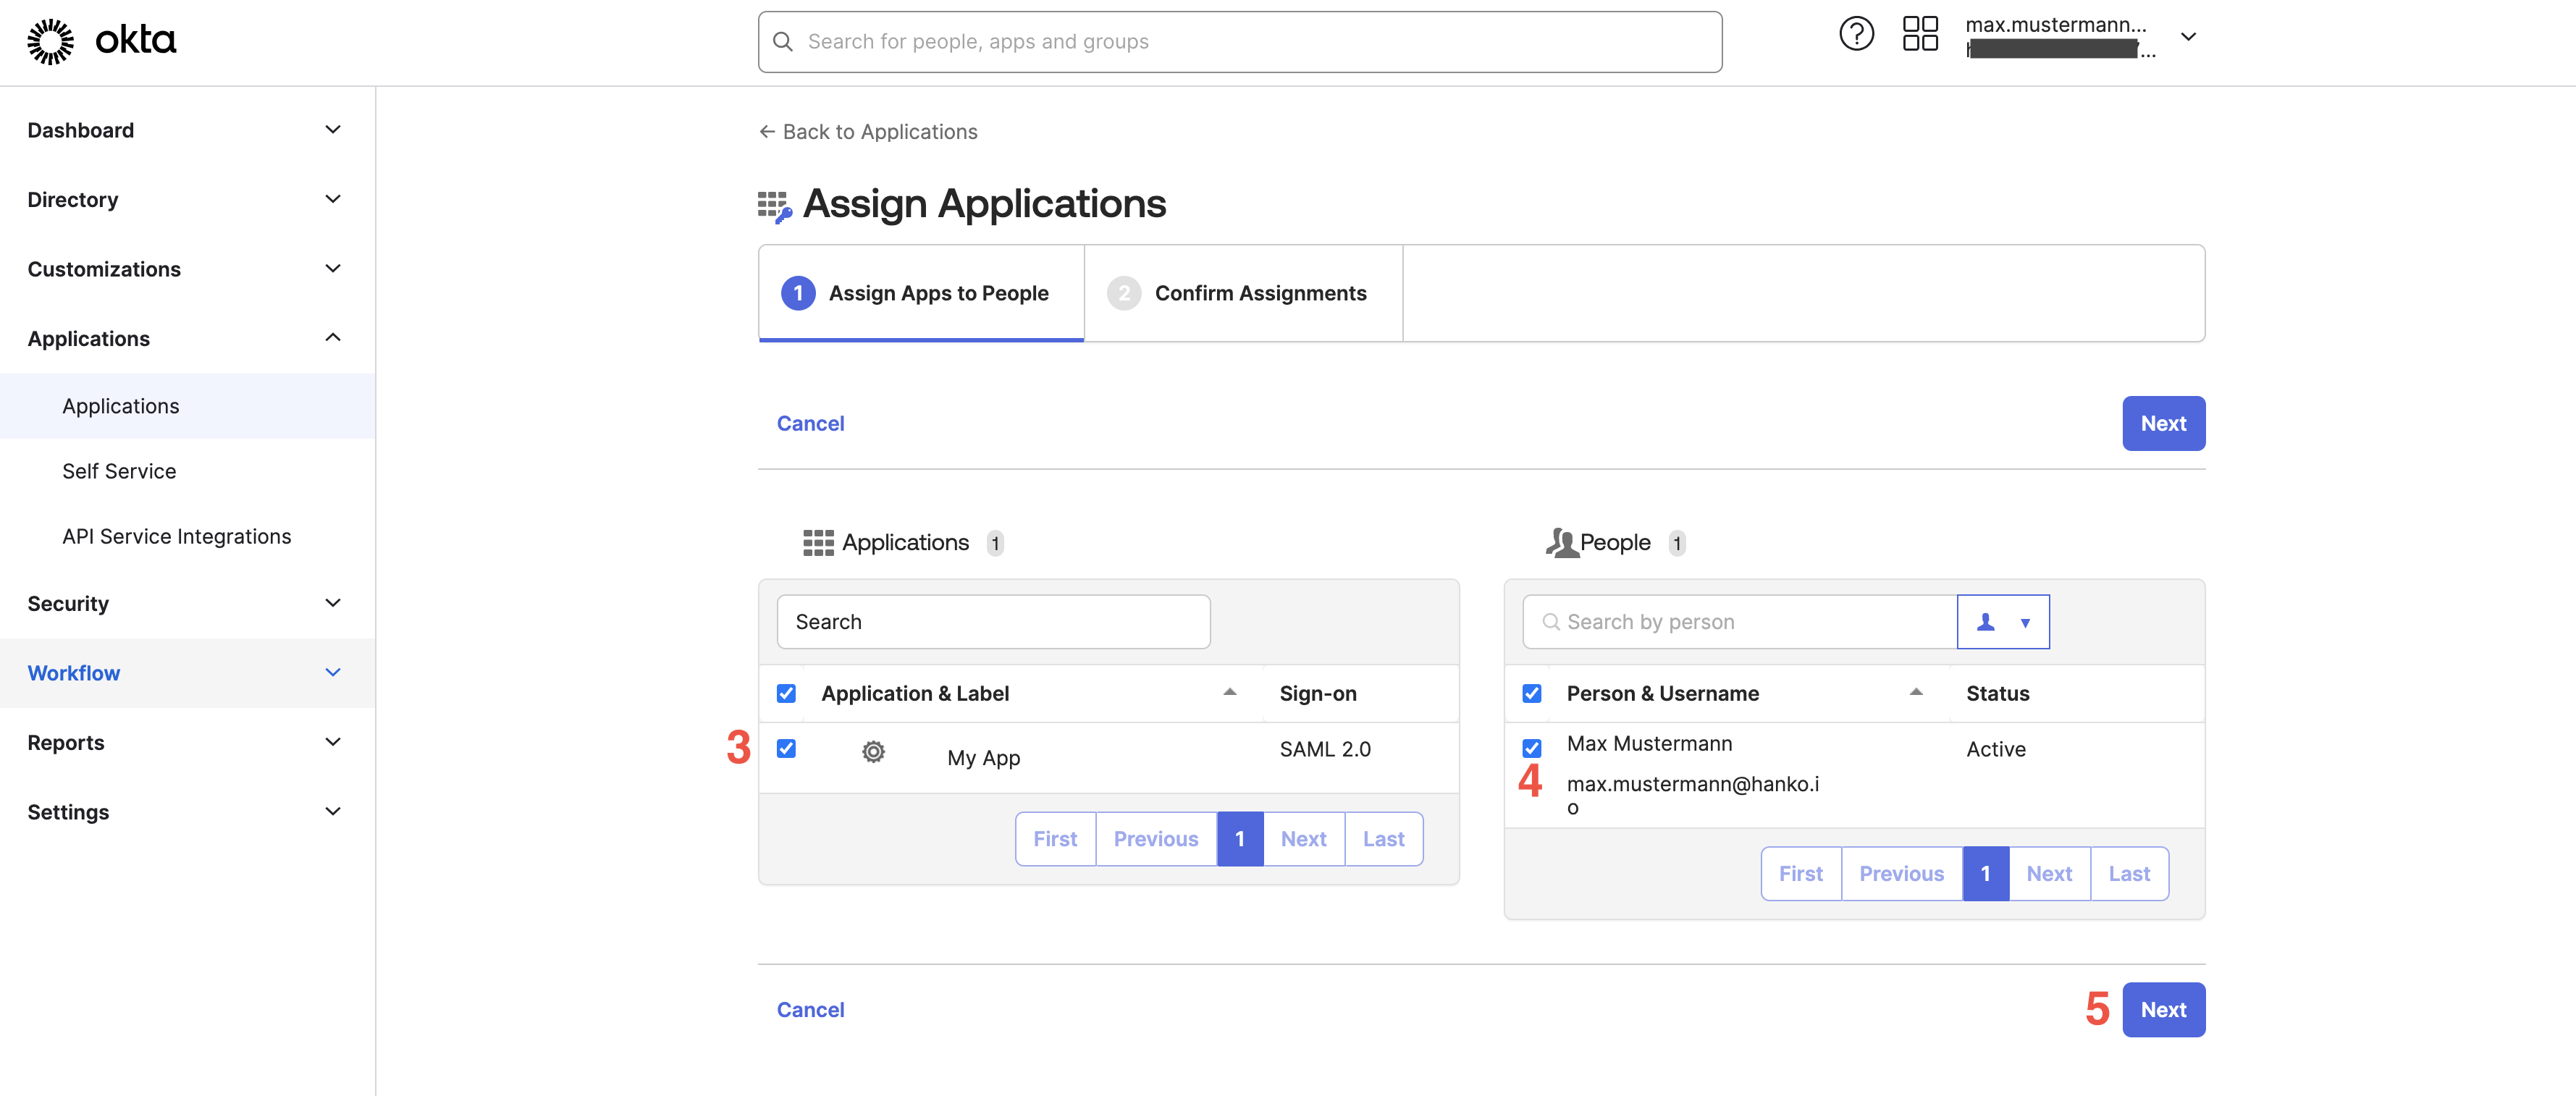 okta
Search for people, apps and groups
max.mustermann...
Dashboard
Directory
Customizations
Applications
Applications
Self Service
API Service Integrations
Security
Workflow
Reports
Settings
← Back to Applications
Assign Applications
1 Assign Apps to People
2 Confirm Assignments
Cancel
Next
Applications 1
Search
Application & Label
Sign-on
3
My App
SAML 2.0
First
Previous
1
Next
Last
People 1
Search by person
Person & Username
Status
Max Mustermann
Active
4
max.mustermann@hanko.i
o
First
Previous
1
Next
Last
Cancel
5
Next